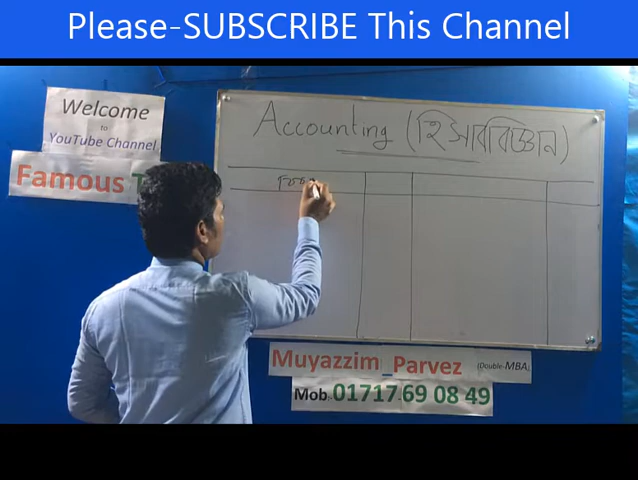 Please-SUBSCRIBE This Channel
Welcome
to
YouTube Channel
Famous T
Accounting (হিসাববিজ্ঞান)
Muyazzim_Parvez (Double-MBA)
Mob:-01717-69 08 49